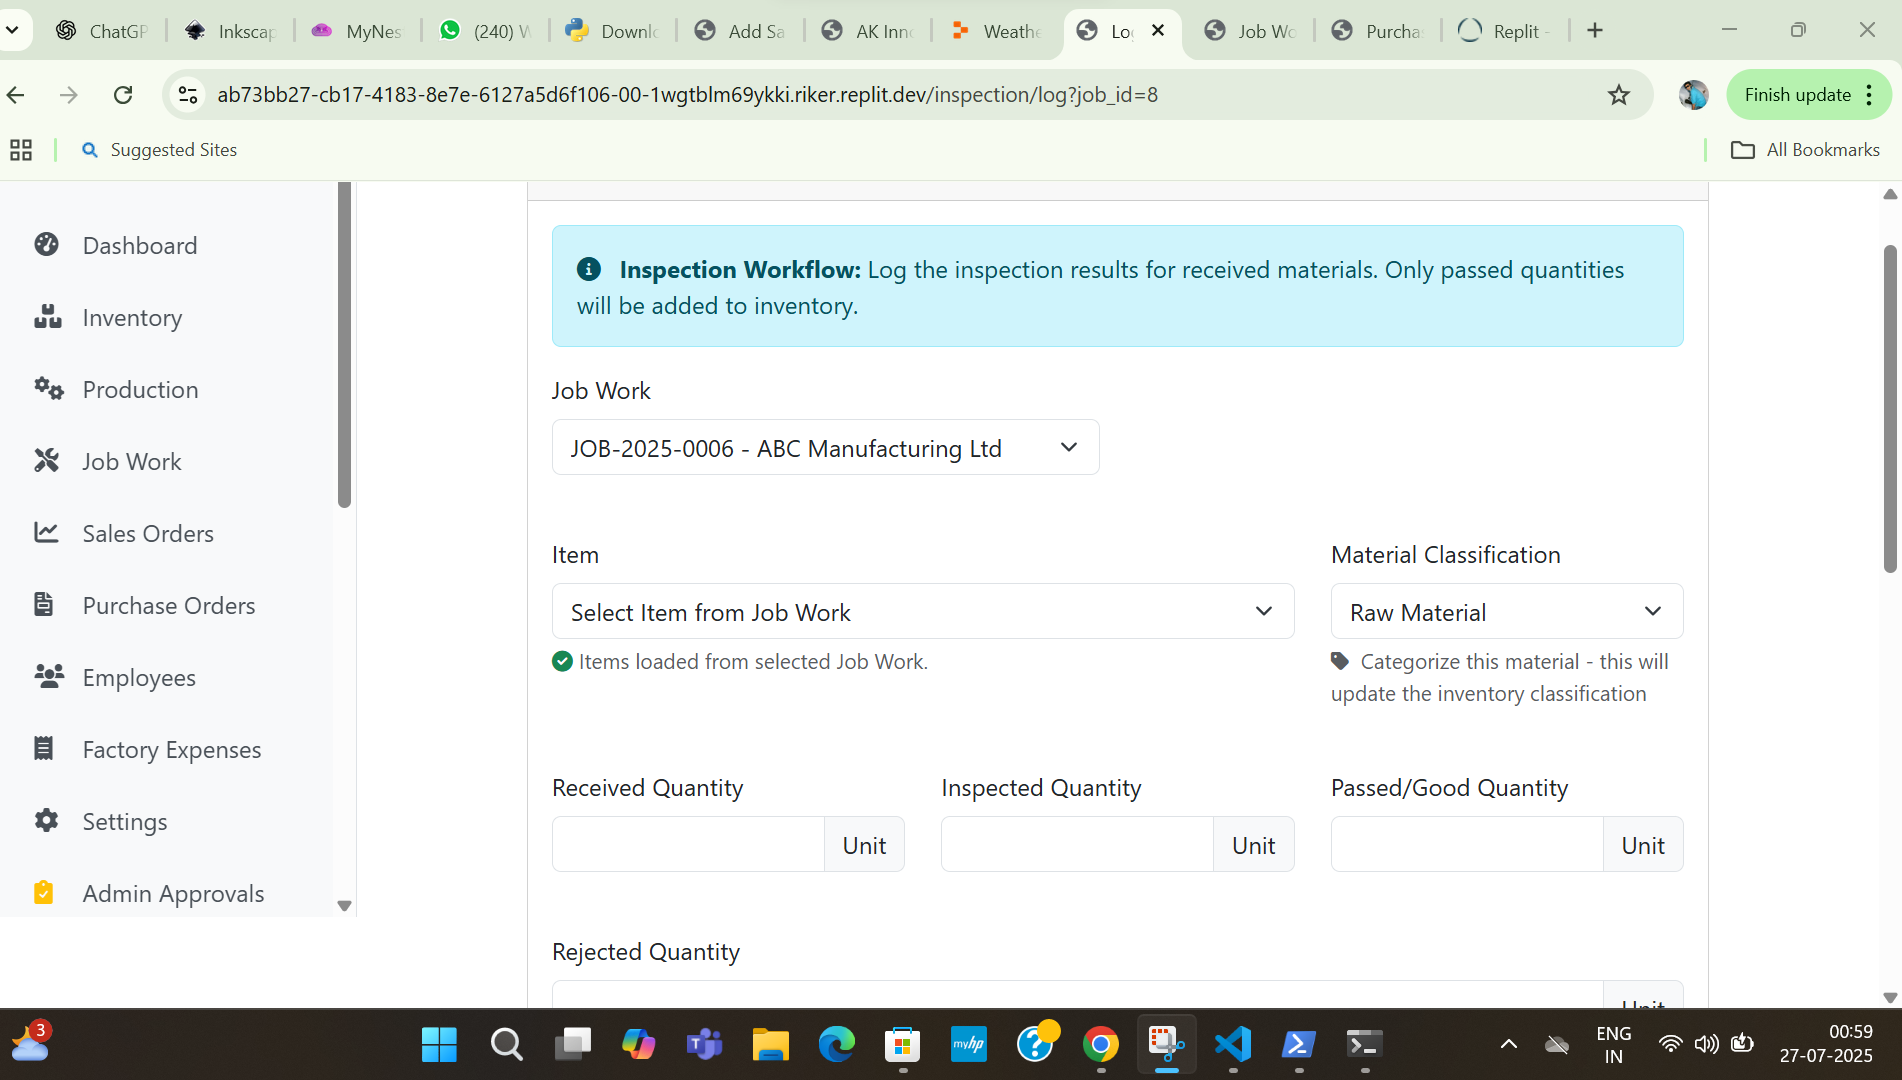 ChatGP
Inkscap
MyNes
(240) W
Downlo
Add Sa
AK Inno
Weathe
Lo
Job Wo
Purcha
Replit -
ab73bb27-cb17-4183-8e7e-6127a5d6f106-00-1wgtblm69ykki.riker.replit.dev/inspection/log?job_id=8
Finish update
Suggested Sites
All Bookmarks
Dashboard
Inventory
Production
Job Work
Sales Orders
Purchase Orders
Employees
Factory Expenses
Settings
Admin Approvals
Inspection Workflow: Log the inspection results for received materials. Only passed quantities
will be added to inventory.
Job Work
JOB-2025-0006 - ABC Manufacturing Ltd
Item
Select Item from Job Work
Items loaded from selected Job Work.
Material Classification
Raw Material
Categorize this material - this will
update the inventory classification
Received Quantity
Unit
Inspected Quantity
Unit
Passed/Good Quantity
Unit
Rejected Quantity
Unit
3
myhp
ENG
IN
00:59
27-07-2025